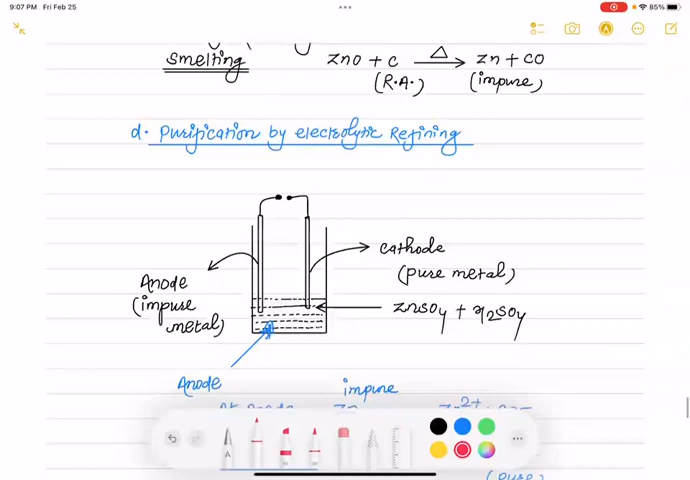 9:07 PM Fri Feb 25
85%
smelting
ZnO + C △→ Zn + CO
(R.A.) (impure)
d. Purification by electrolytic Refining
cathode
(pure metal)
Anode
(impure
metal)
ZnSO4 + H2SO4
Anode
impure
A